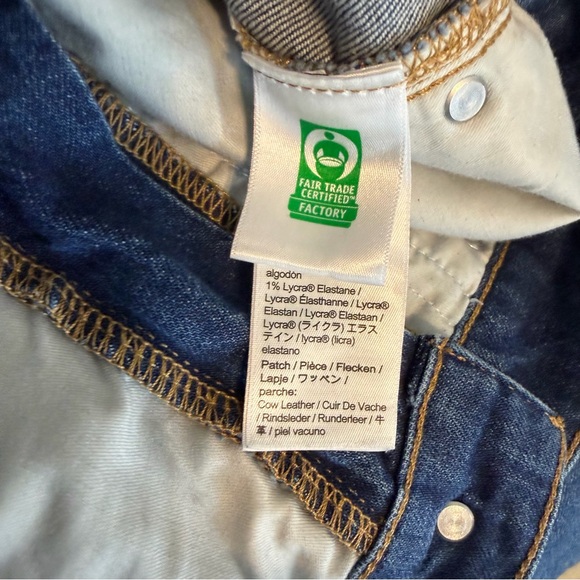 FAIR TRADE
CERTIFIED™
FACTORY
algodón
1% Lycra® Elastane /
Lycra® Élasthanne / Lycra®
Elastan / Lycra® Elastaan /
Lycra® (ライクラ) エラス
テイン / lycra® (licra)
elastano
Patch / Pièce / Flecken /
Lapje / ワッペン /
parche:
Cow Leather / Cuir De Vache
/ Rindsleder / Runderleer / 牛
革 / piel vacuno